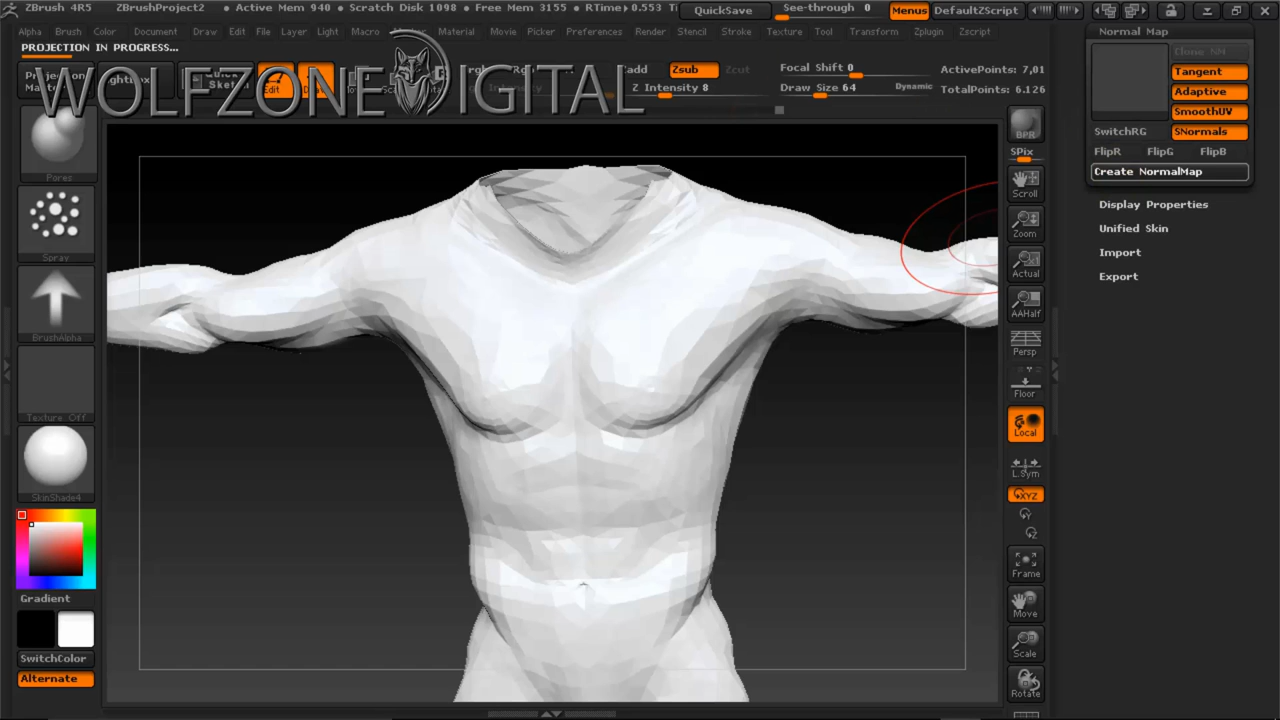 ZBrush 4R5 ZBrushProject2 • Active Mem 940 • Scratch Disk 1098 • Free Mem 3155 • RTime▸0.553 Ti QuickSave See-through 0 Menus DefaultZScript
Alpha Brush Color Document Draw Edit File Layer Light Macro Material Movie Picker Preferences Render Stencil Stroke Texture Tool Transform Zplugin Zscript
PROJECTION IN PROGRESS...
WOLFZONE DIGITAL
Edit
Zadd Zsub Zcut
Z Intensity 8
Focal Shift 0
Draw Size 64 Dynamic
ActivePoints: 7,01
TotalPoints: 6.126
Pores
Spray
BrushAlpha
Texture Off
SkinShade4
Gradient
SwitchColor
Alternate
BPR
SPix
Scroll
Zoom
Actual
AAHalf
Persp
Floor
Local
L.Sym
XYZ
Y
Z
Frame
Move
Scale
Rotate
Normal Map
Clone NM
Tangent
Adaptive
SmoothUV
SwitchRG SNormals
FlipR FlipG FlipB
Create NormalMap
Display Properties
Unified Skin
Import
Export